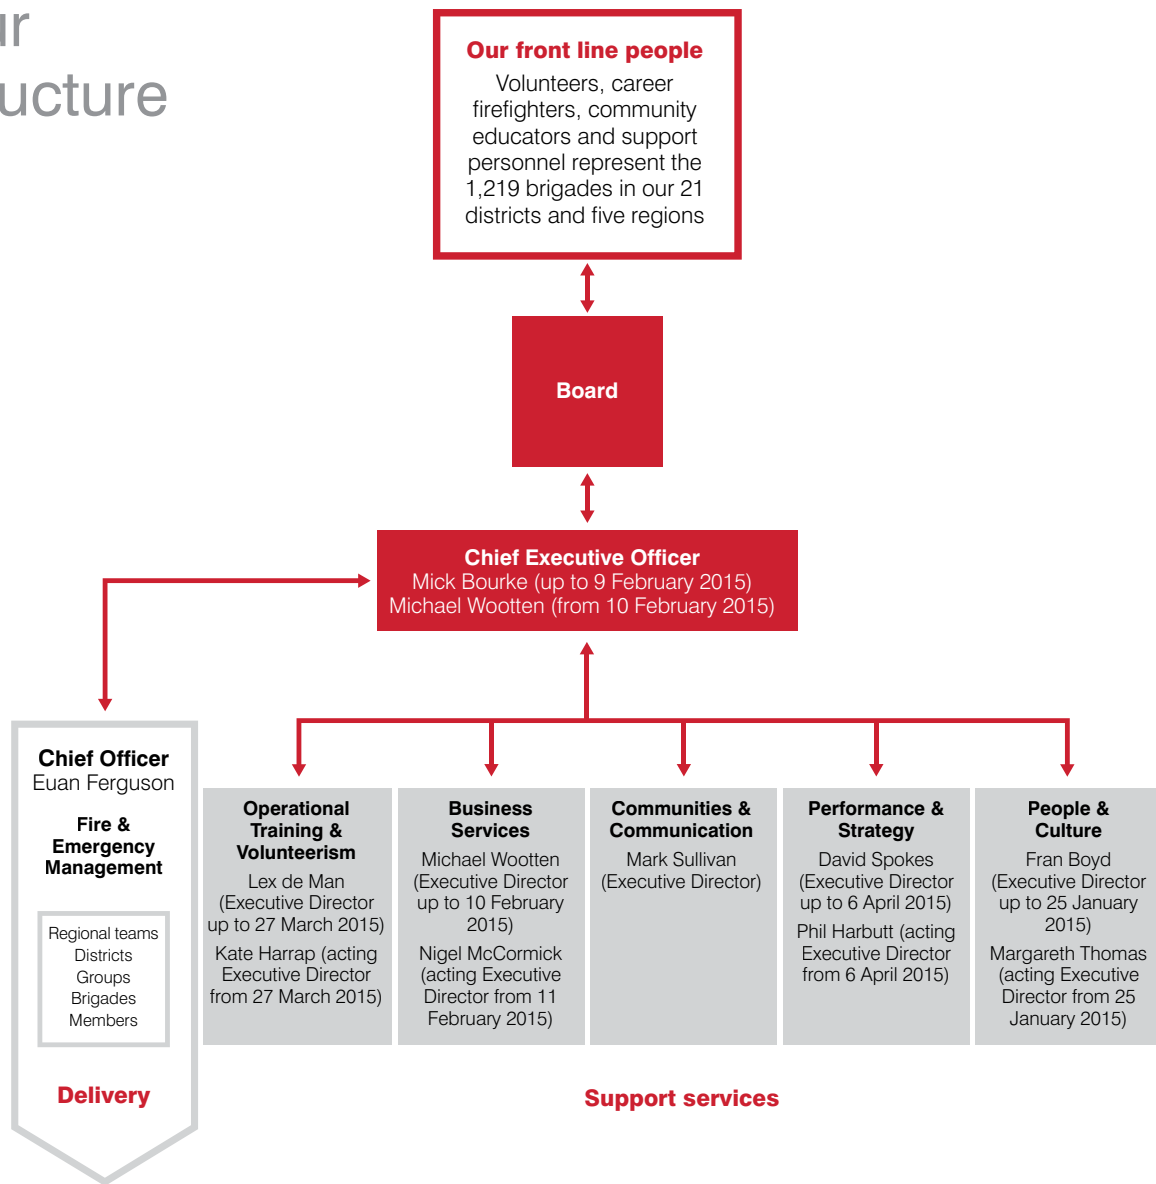 ur
ucture
Our front line people
Volunteers, career
firefighters, community
educators and support
personnel represent the
1,219 brigades in our 21
districts and five regions
Board
Chief Executive Officer
Mick Bourke (up to 9 February 2015)
Michael Wootten (from 10 February 2015)
Chief Officer
Euan Ferguson
Fire &
Emergency
Management
Regional teams
Districts
Groups
Brigades
Members
Delivery
Operational
Training &
Volunteerism
Lex de Man
(Executive Director
up to 27 March 2015)
Kate Harrap (acting
Executive Director
from 27 March 2015)
Business
Services
Michael Wootten
(Executive Director
up to 10 February
2015)
Nigel McCormick
(acting Executive
Director from 11
February 2015)
Communities &
Communication
Mark Sullivan
(Executive Director)
Performance &
Strategy
David Spokes
(Executive Director
up to 6 April 2015)
Phil Harbutt (acting
Executive Director
from 6 April 2015)
People &
Culture
Fran Boyd
(Executive Director
up to 25 January
2015)
Margareth Thomas
(acting Executive
Director from 25
January 2015)
Support services